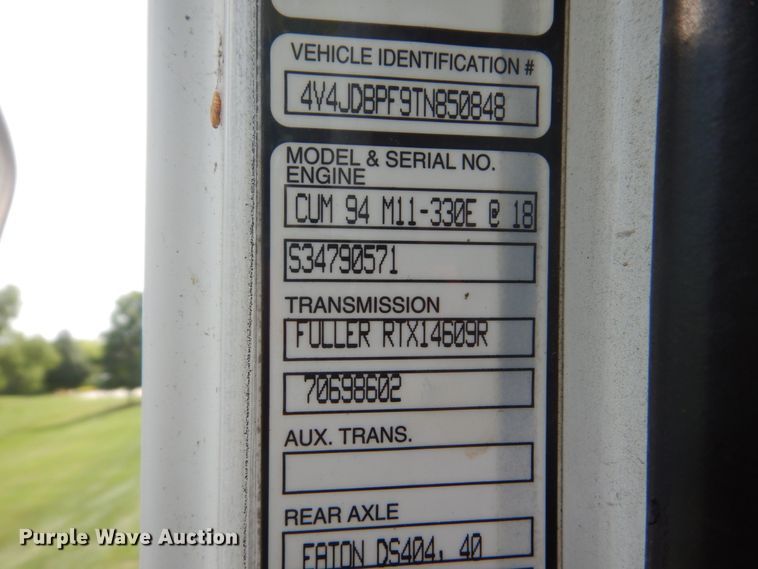 VEHICLE IDENTIFICATION #
4V4JDBPF9TN850848
MODEL & SERIAL NO.
ENGINE
CUM 94 M11-330E @ 18
S34790571
TRANSMISSION
FULLER RTX14609R
70698602
AUX. TRANS.
REAR AXLE
EATON DS404, 40
Purple Wave Auction